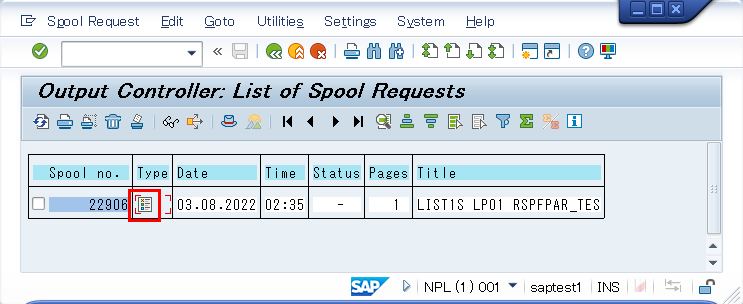 Spool Request Edit Goto Utilities Settings System Help
Output Controller: List of Spool Requests
Spool no. Type Date Time Status Pages Title
22906 03.08.2022 02:35 - 1 LIST1S LP01 RSPFPAR_TES
SAP NPL (1) 001 saptest1 INS